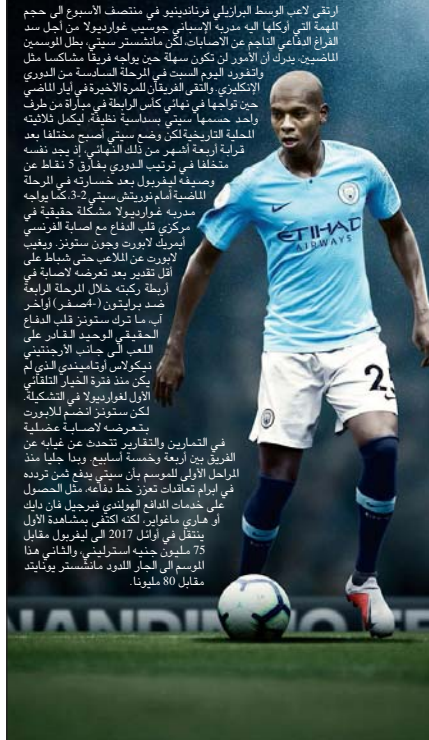 ارتقى لاعب الوسط البرازيلي فرناندينيو في منتصف الأسبوع الى حجم
المهمة التي أوكلها اليه مدربه الإسباني جوسيب غوارديولا من أجل سد
الفراغ الدفاعي الناجم عن الاصابات، لكن مانشستر سيتي، بطل الموسمين
الماضيين، يدرك أن الأمور لن تكون سهلة حين يواجه فريقا مشاكسا مثل
واتفورد اليوم السبت في المرحلة السادسة من الدوري
الإنكليزي. والتقى الفريقان للمرة الأخيرة في أيار الماضي
حين تواجها في نهائي كأس الرابطة في مباراة من طرف
واحد حسمها سيتي بسداسية نظيفة، ليكمل ثلاثيته
المحلية التاريخية لكن وضع سيتي أصبح مختلفا بعد
قرابة أربعة أشهر من ذلك النهائي، إذ يجد نفسه
متخلفا في ترتيب الدوري بفارق 5 نقاط عن
وصيفه ليفربول بعد خسارته في المرحلة
الماضية أمام نوريتش سيتي 2-3، كما يواجه
مدربه غوارديولا مشكلة حقيقية في
مركزي قلب الدفاع مع اصابة الفرنسي
أيمريك لابورت وجون ستونز. ويغيب
لابورت عن الملاعب حتى شباط على
أقل تقدير بعد تعرضه لاصابة في
أربطة ركبته خلال المرحلة الرابعة
ضد برايتون (-4صفر) أواخر
آب، ما ترك ستونز قلب الدفاع
الحقيقي الوحيد القادر على
اللعب الى جانب الأرجنتيني
نيكولاس أوتاميندي الذي لم
يكن منذ فترة الخيار التلقائي
الأول لغوارديولا في التشكيلة.
لكن ستونز انضم للابورت
بتعرضه لاصابة عضلية
في التمارين والتقارير تتحدث عن غيابه عن
الفريق بين أربعة وخمسة أسابيع. وبدا جليا منذ
المراحل الأولى للموسم بأن سيتي يدفع ثمن تردده
في ابرام تعاقدات تعزز خط دفاعه، مثل الحصول
على خدمات المدافع الهولندي فيرجيل فان دايك
أو هاري ماغواير، لكنه اكتفى بمشاهدة الأول
ينتقل في أوائل 2017 الى ليفربول مقابل
75 مليون جنيه استرليني، والثاني هذا
الموسم الى الجار اللدود مانشستر يونايتد
مقابل 80 مليونا.
ETIHAD
AIRWAYS